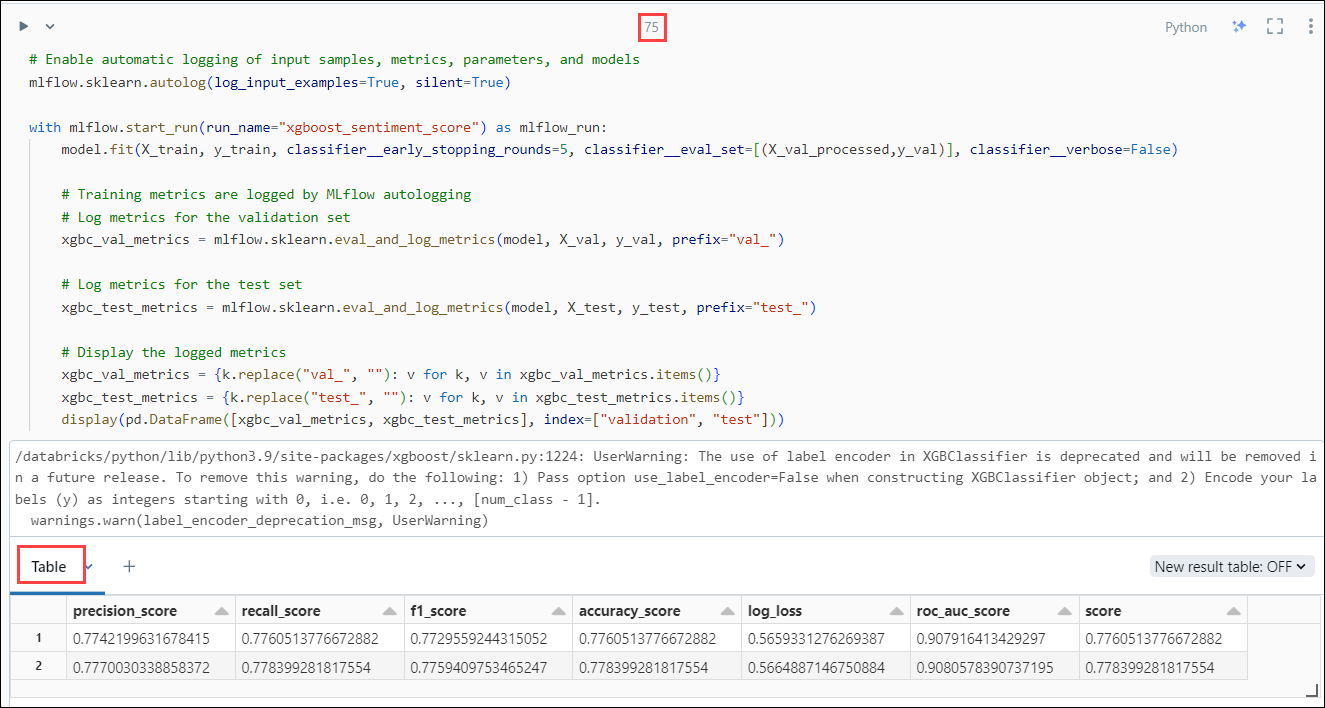 75
Python
# Enable automatic logging of input samples, metrics, parameters, and models
mlflow.sklearn.autolog(log_input_examples=True, silent=True)
with mlflow.start_run(run_name="xgboost_sentiment_score") as mlflow_run:
    model.fit(X_train, y_train, classifier__early_stopping_rounds=5, classifier__eval_set=[(X_val_processed,y_val)], classifier__verbose=False)
    # Training metrics are logged by MLflow autologging
    # Log metrics for the validation set
    xgbc_val_metrics = mlflow.sklearn.eval_and_log_metrics(model, X_val, y_val, prefix="val_")
    # Log metrics for the test set
    xgbc_test_metrics = mlflow.sklearn.eval_and_log_metrics(model, X_test, y_test, prefix="test_")
    # Display the logged metrics
    xgbc_val_metrics = {k.replace("val_", ""): v for k, v in xgbc_val_metrics.items()}
    xgbc_test_metrics = {k.replace("test_", ""): v for k, v in xgbc_test_metrics.items()}
    display(pd.DataFrame([xgbc_val_metrics, xgbc_test_metrics], index=["validation", "test"]))
/databricks/python/lib/python3.9/site-packages/xgboost/sklearn.py:1224: UserWarning: The use of label encoder in XGBClassifier is deprecated and will be removed i
n a future release. To remove this warning, do the following: 1) Pass option use_label_encoder=False when constructing XGBClassifier object; and 2) Encode your la
bels (y) as integers starting with 0, i.e. 0, 1, 2, ..., [num_class - 1].
  warnings.warn(label_encoder_deprecation_msg, UserWarning)
Table
+
New result table: OFF
precision_score recall_score f1_score accuracy_score log_loss roc_auc_score score
1 0.7742199631678415 0.7760513776672882 0.7729559244315052 0.7760513776672882 0.5659331276269387 0.907916413429297 0.7760513776672882
2 0.7770030338858372 0.778399281817554 0.7759409753465247 0.778399281817554 0.5664887146750884 0.9080578390737195 0.778399281817554